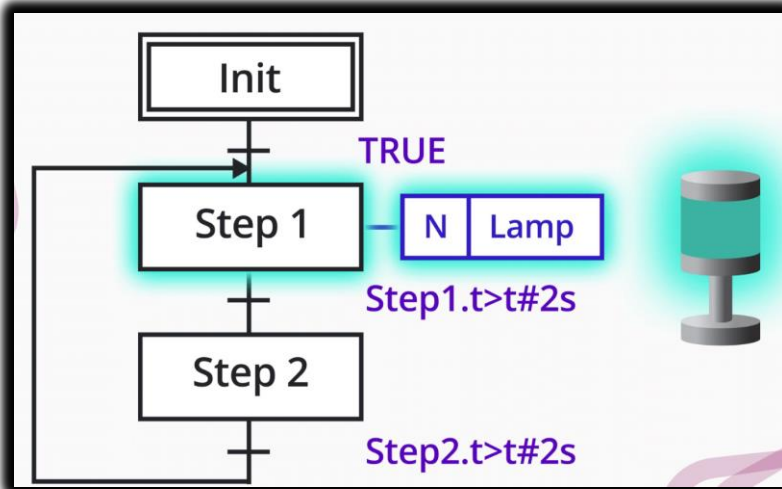 Init
TRUE
Step 1
N Lamp
Step1.t>t#2s
Step 2
Step2.t>t#2s